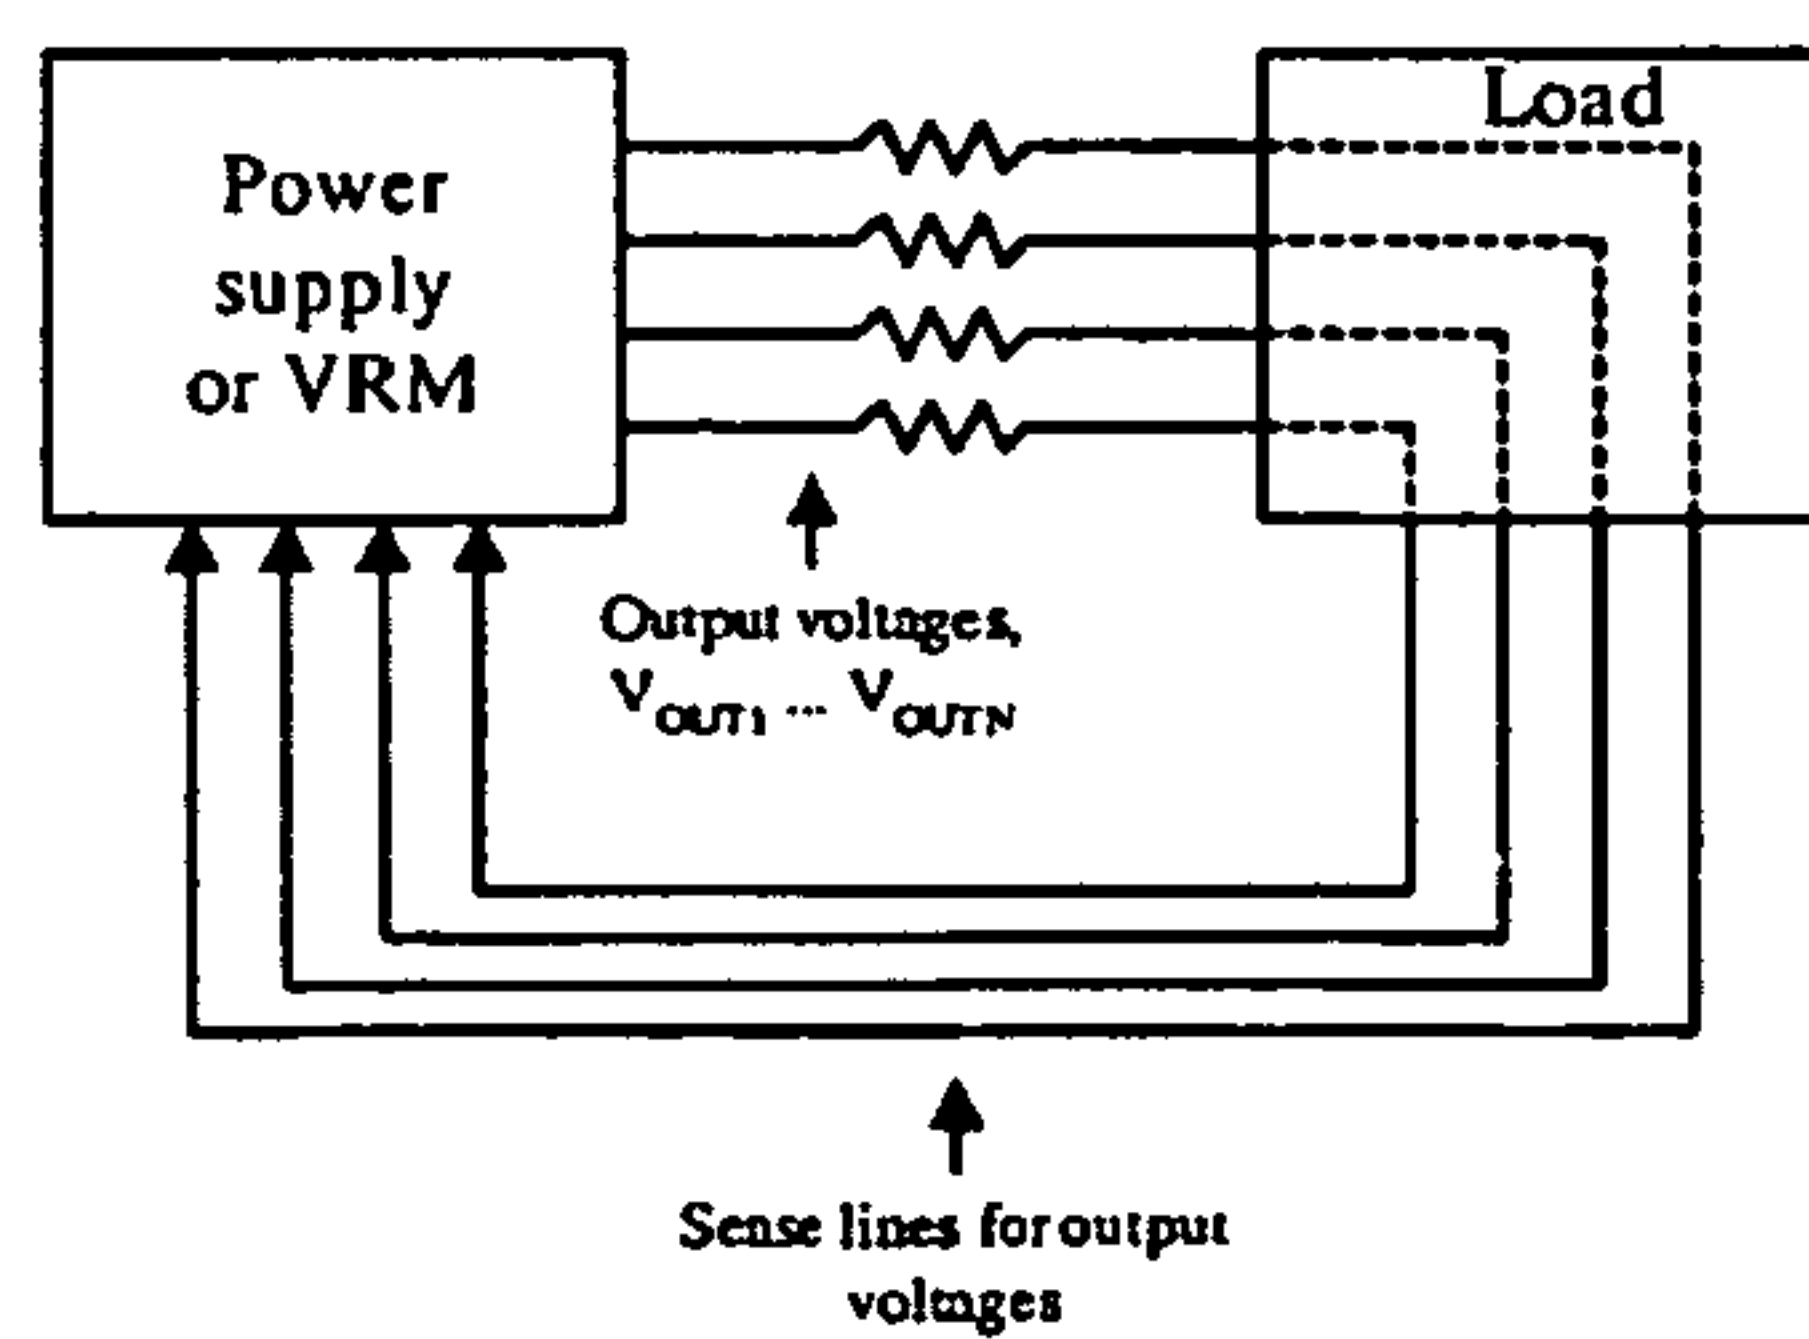 Load
Power
supply
or VRM
Output voltages,
VOUT1 ... VOUTN
Sense lines for output
voltages